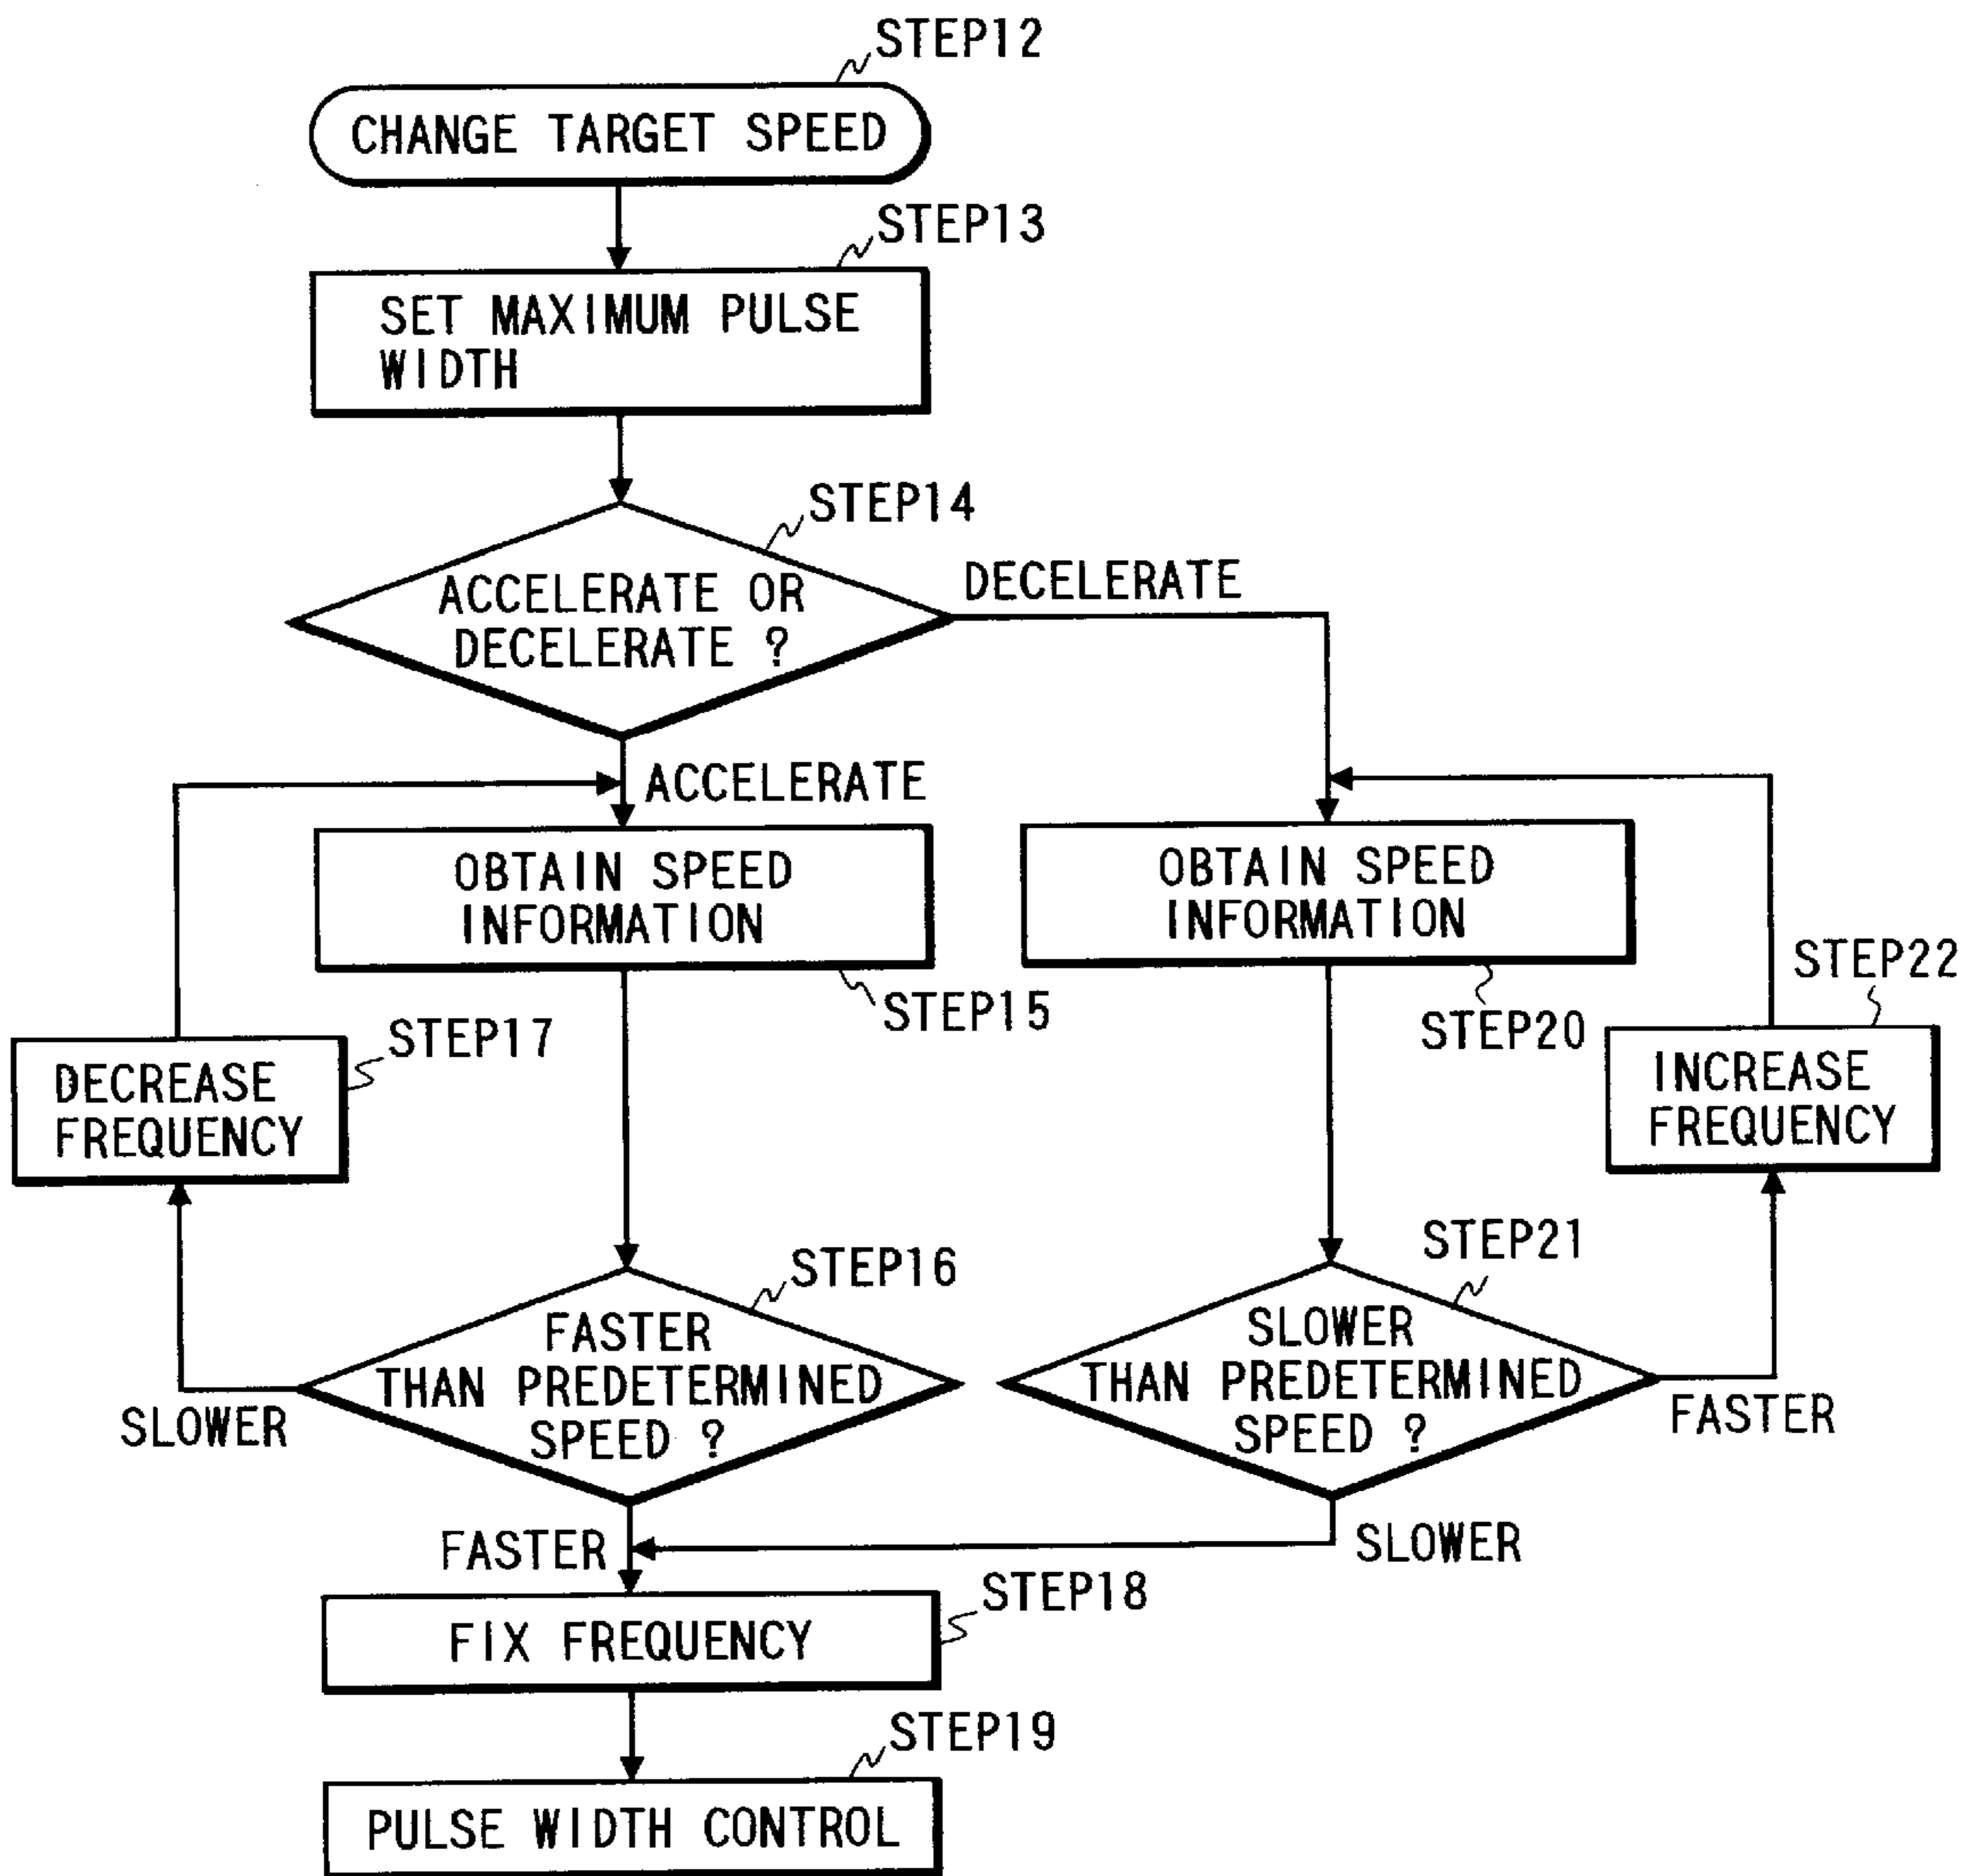 STEP12
CHANGE TARGET SPEED
STEP13
SET MAXIMUM PULSE
WIDTH
STEP14
ACCELERATE OR
DECELERATE ?
DECELERATE
ACCELERATE
OBTAIN SPEED
INFORMATION
STEP15
OBTAIN SPEED
INFORMATION
STEP20
STEP17
DECREASE
FREQUENCY
STEP22
INCREASE
FREQUENCY
STEP16
FASTER
THAN PREDETERMINED
SPEED ?
SLOWER
STEP21
SLOWER
THAN PREDETERMINED
SPEED ?
FASTER
FASTER
SLOWER
STEP18
FIX FREQUENCY
STEP19
PULSE WIDTH CONTROL